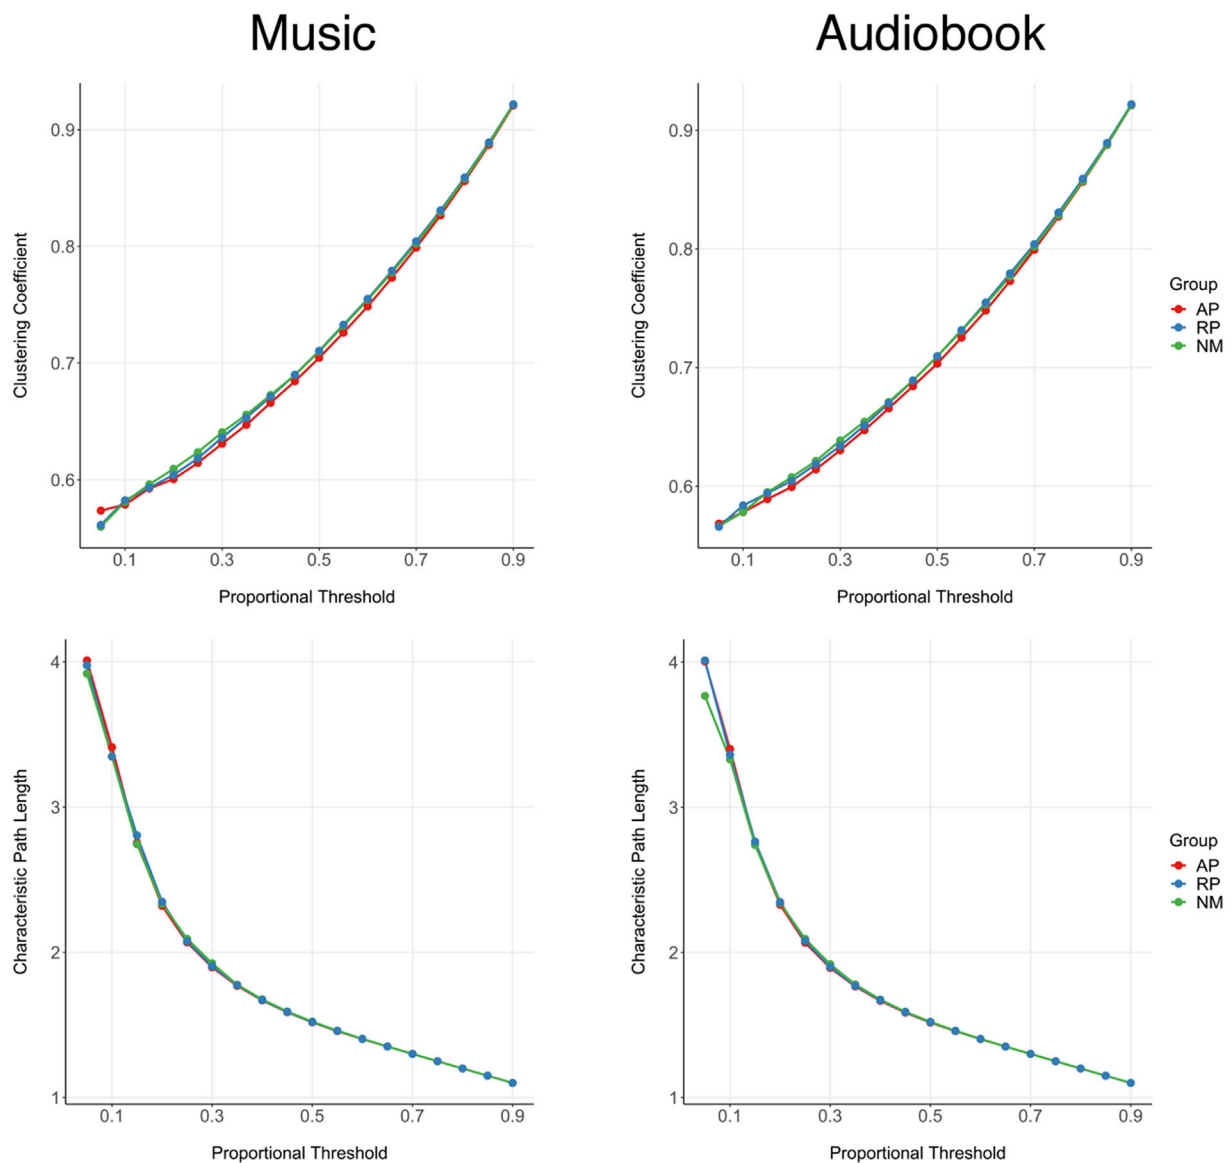 Music
Audiobook
Clustering Coefficient
0.9
0.8
0.7
0.6
0.1 0.3 0.5 0.7 0.9
Proportional Threshold
Clustering Coefficient
0.9
0.8
0.7
0.6
0.1 0.3 0.5 0.7 0.9
Proportional Threshold
Group
AP
RP
NM
Characteristic Path Length
4
3
2
1
0.1 0.3 0.5 0.7 0.9
Proportional Threshold
Characteristic Path Length
4
3
2
1
0.1 0.3 0.5 0.7 0.9
Proportional Threshold
Group
AP
RP
NM